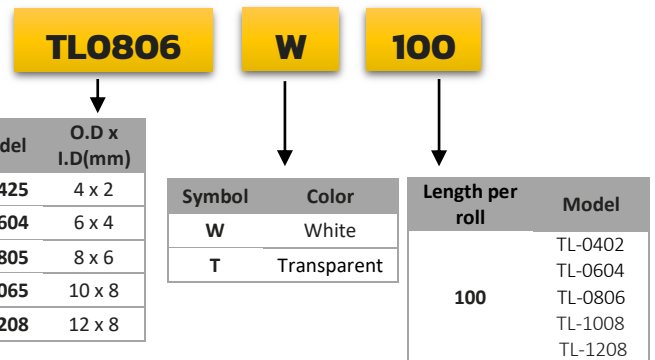 TL0806 W 100
del O.D x I.D(mm)
425 4 x 2
604 6 x 4
805 8 x 6
065 10 x 8
208 12 x 8
Symbol Color
W White
T Transparent
Length per roll Model
100
TL-0402
TL-0604
TL-0806
TL-1008
TL-1208